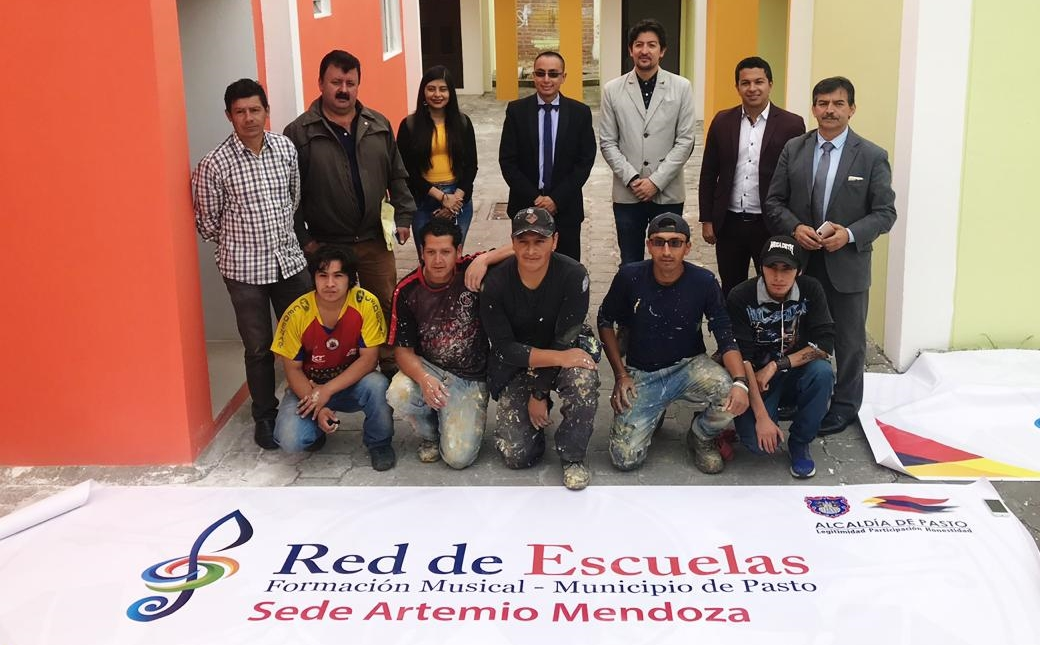 ALCALDÍA DE PASTO
Legitimidad Participación Honestidad
Red de Escuelas
Formación Musical - Municipio de Pasto
Sede Artemio Mendoza